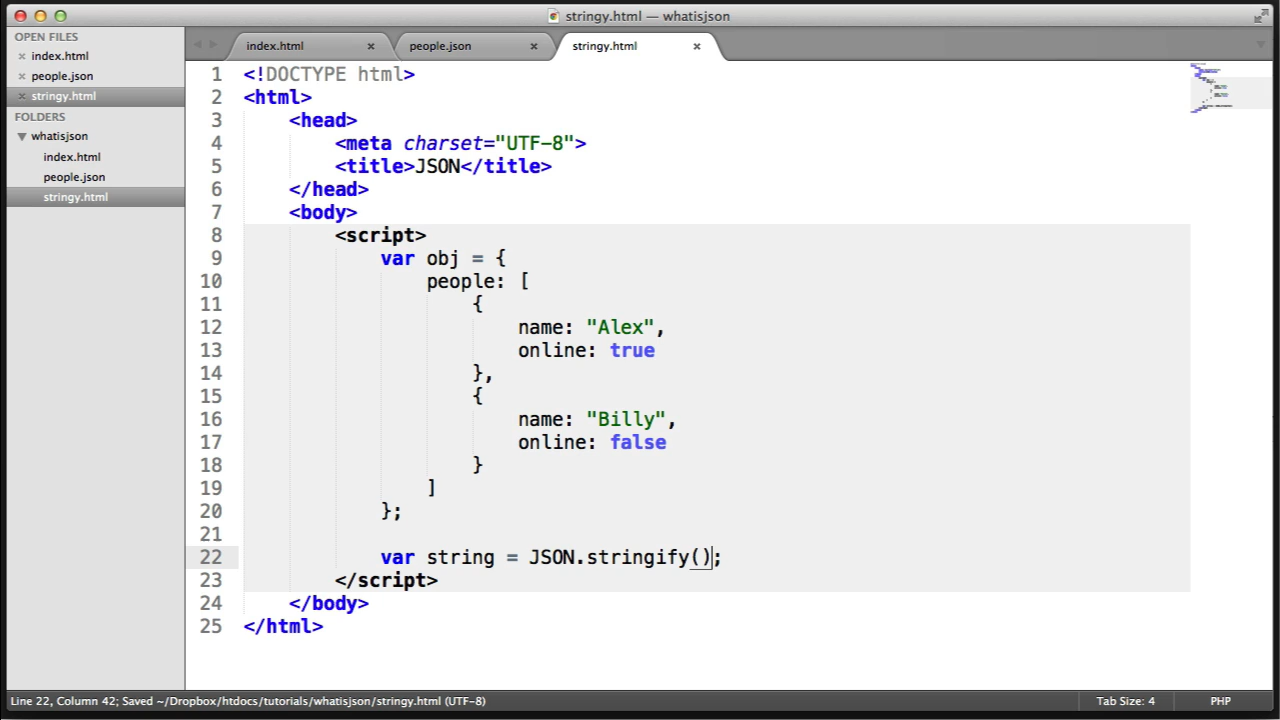 stringy.html — whatisjson
OPEN FILES
index.html
people.json
stringy.html
FOLDERS
whatisjson
index.html
people.json
stringy.html
index.html
people.json
stringy.html
1 <!DOCTYPE html>
2 <html>
3 <head>
4 <meta charset="UTF-8">
5 <title>JSON</title>
6 </head>
7 <body>
8 <script>
9 var obj = {
10 people: [
11 {
12 name: "Alex",
13 online: true
14 },
15 {
16 name: "Billy",
17 online: false
18 }
19 ]
20 };
21
22 var string = JSON.stringify();
23 </script>
24 </body>
25 </html>
Line 22, Column 42; Saved ~/Dropbox/htdocs/tutorials/whatisjson/stringy.html (UTF-8)
Tab Size: 4
PHP